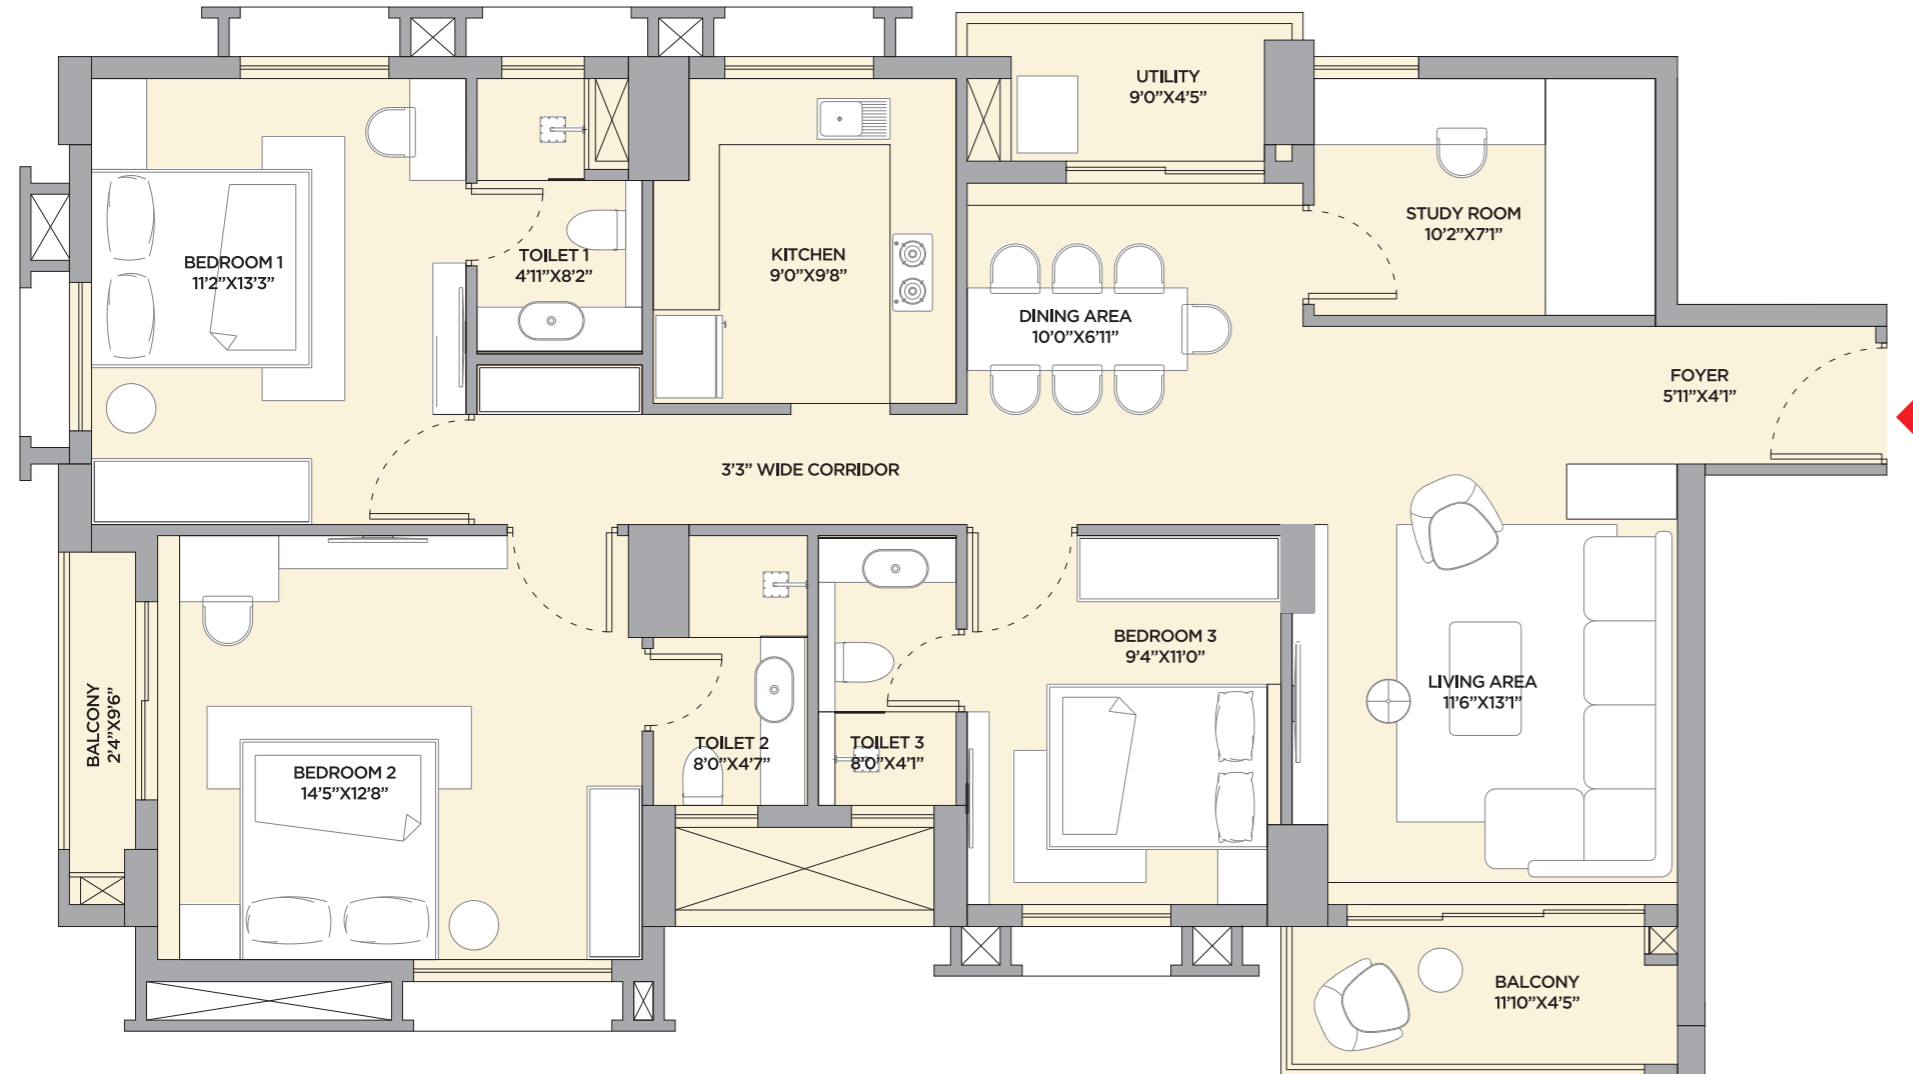 UTILITY
9’0”X4’5”
STUDY ROOM
10’2”X7’1”
BEDROOM 1
11’2”X13’3”
TOILET 1
4’11”X8’2”
KITCHEN
9’0”X9’8”
DINING AREA
10’0”X6’11”
FOYER
5’11”X4’1”
3’3” WIDE CORRIDOR
BEDROOM 3
9’4”X11’0”
BALCONY
2’4”X9’6”
LIVING AREA
11’6”X13’1”
TOILET 2
8’0”X4’7”
TOILET 3
8’0”X4’1”
BEDROOM 2
14’5”X12’8”
BALCONY
11’10”X4’5”